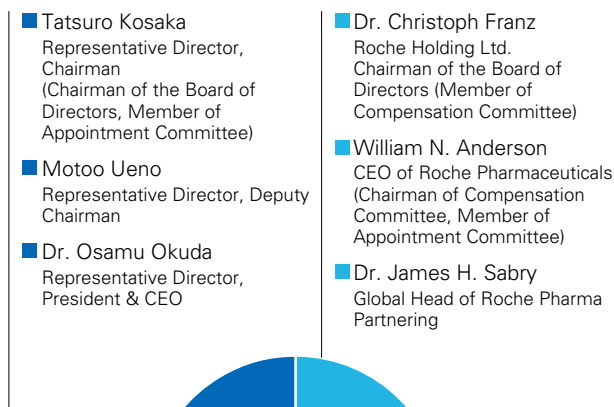 Tatsuro Kosaka
Representative Director,
Chairman
(Chairman of the Board of
Directors, Member of
Appointment Committee)
Motoo Ueno
Representative Director, Deputy
Chairman
Dr. Osamu Okuda
Representative Director,
President & CEO
Dr. Christoph Franz
Roche Holding Ltd.
Chairman of the Board of
Directors (Member of
Compensation Committee)
William N. Anderson
CEO of Roche Pharmaceuticals
(Chairman of Compensation
Committee, Member of
Appointment Committee)
Dr. James H. Sabry
Global Head of Roche Pharma
Partnering